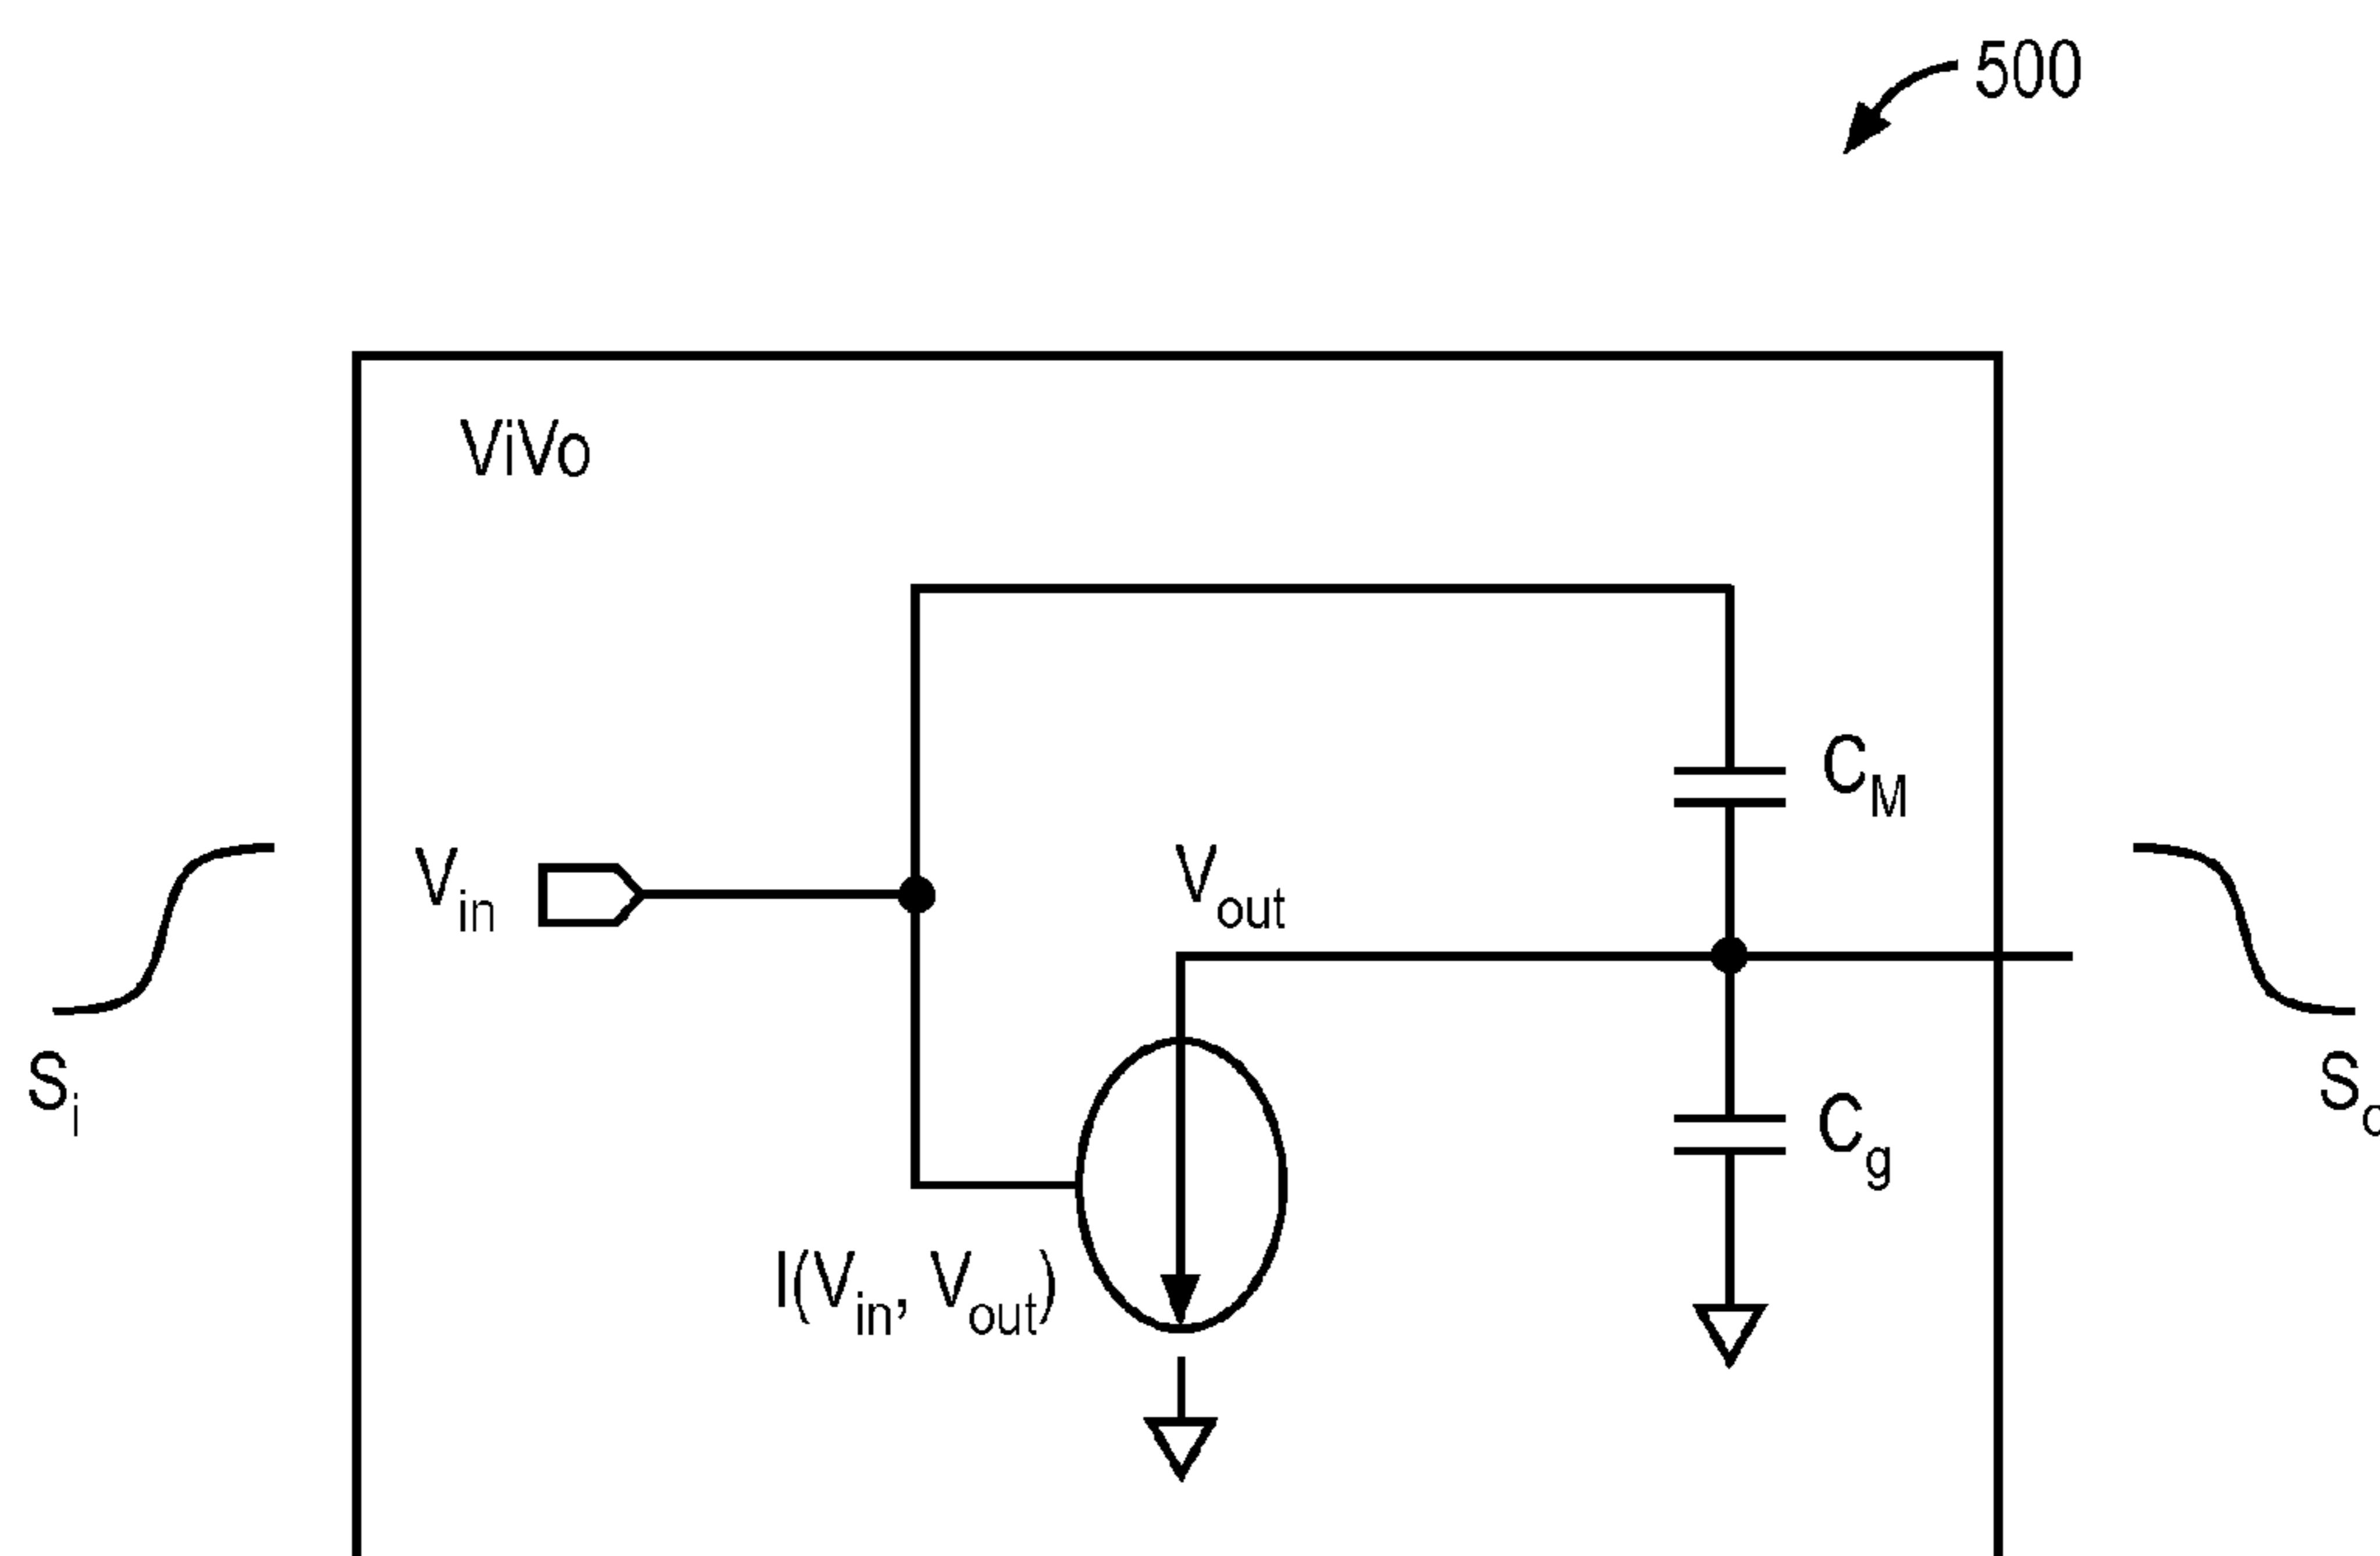 500
ViVo
C_M
V_in
V_out
S_i
S
C_g
I(V_in, V_out)